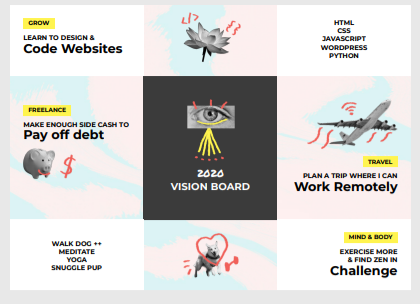 GROW
LEARN TO DESIGN &
Code Websites
HTML
CSS
JAVASCRIPT
WORDPRESS
PYTHON
FREELANCE
MAKE ENOUGH SIDE CASH TO
Pay off debt
$
2020
VISION BOARD
TRAVEL
PLAN A TRIP WHERE I CAN
Work Remotely
WALK DOG ++
MEDITATE
YOGA
SNUGGLE PUP
MIND & BODY
EXERCISE MORE
& FIND ZEN IN
Challenge